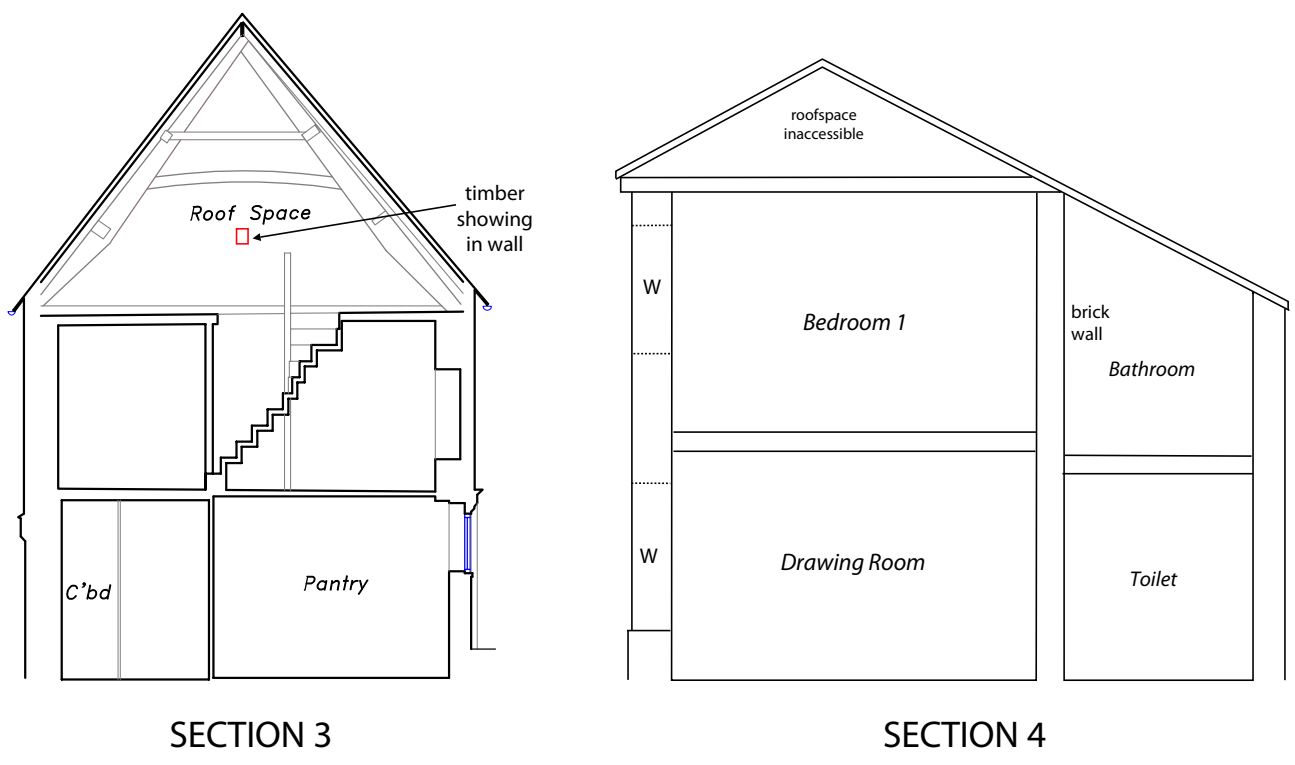 Roof Space
timber
showing
in wall
C'bd
Pantry
SECTION 3
roofspace
inaccessible
W
Bedroom 1
brick
wall
Bathroom
W
Drawing Room
Toilet
SECTION 4